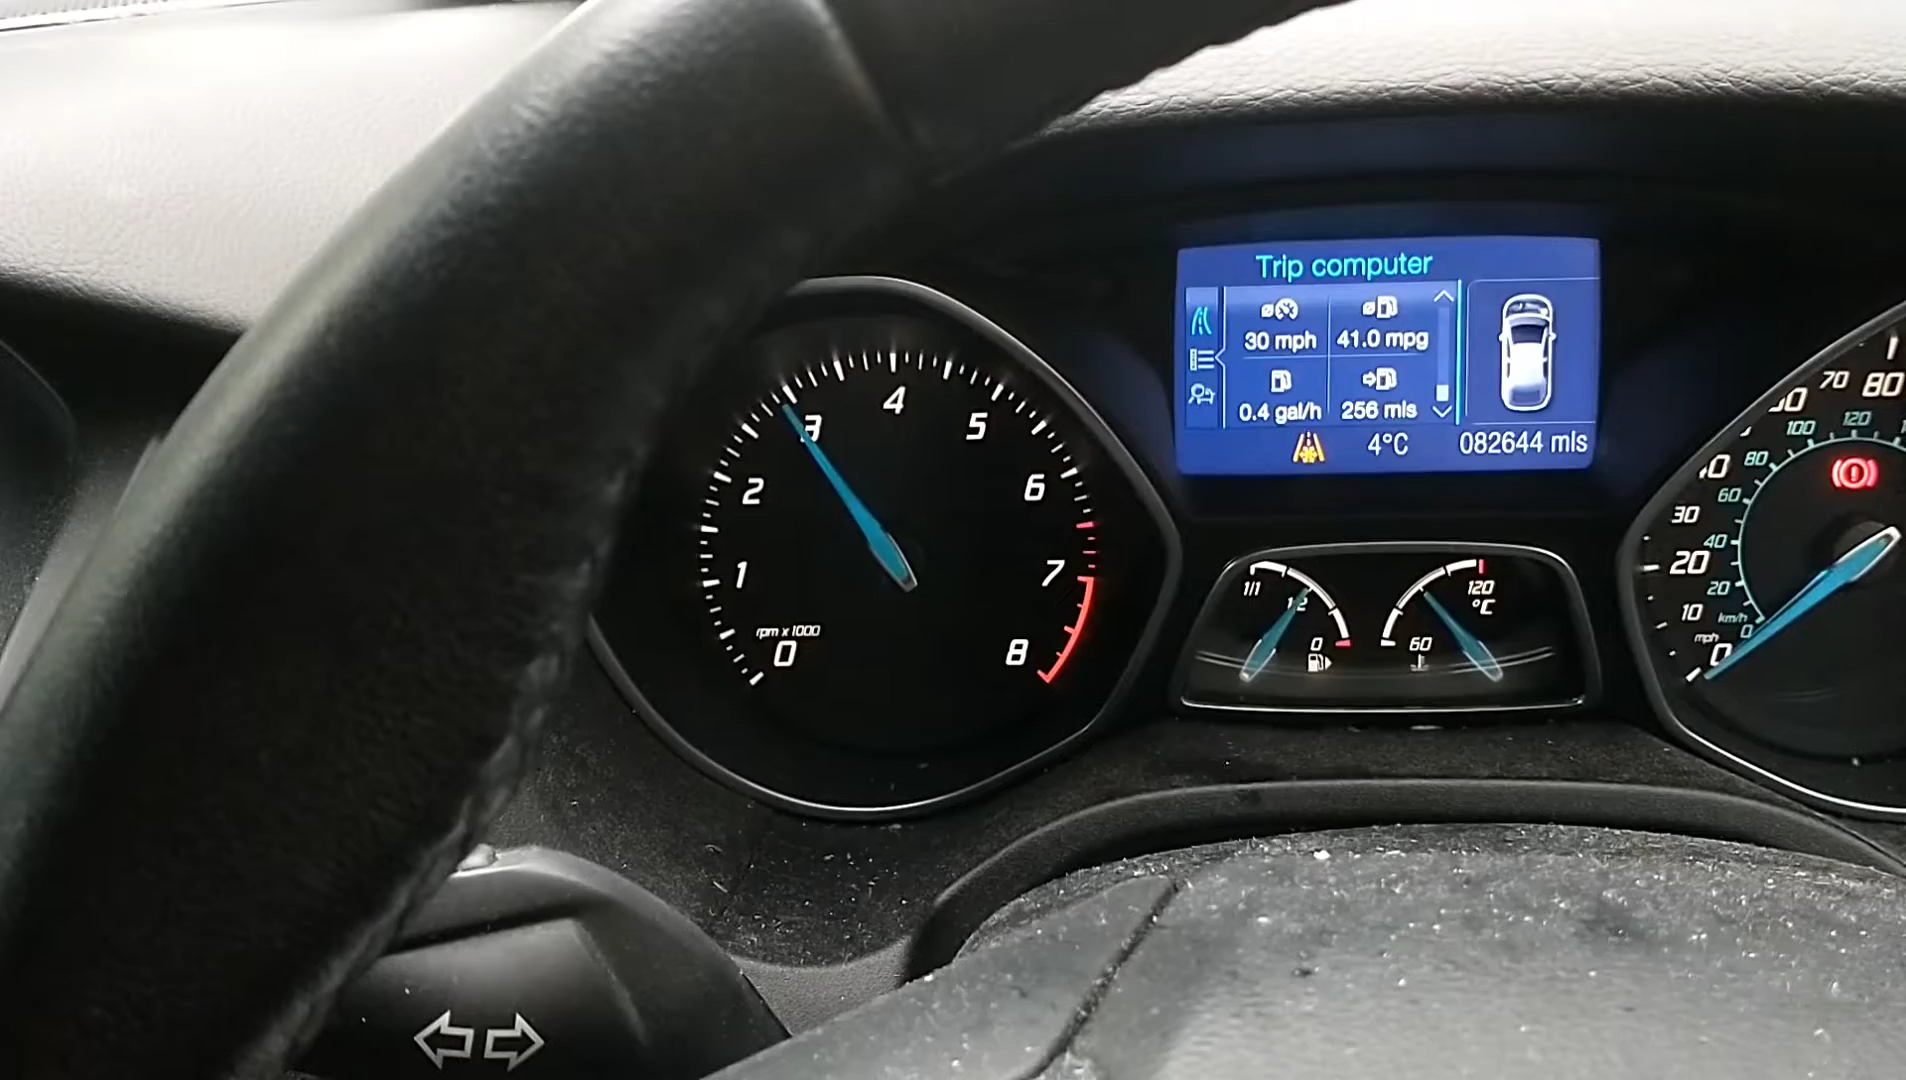 Trip computer
30 mph 41.0 mpg
0.4 gal/h 256 mls
4°C 082644 mls
0 1 2 3 4 5 6 7 8
rpm x 1000
1/1 1/2 0
60 120 °C
0 10 20 30 70 80
mph
0 20 40 60 80 100 120
km/h